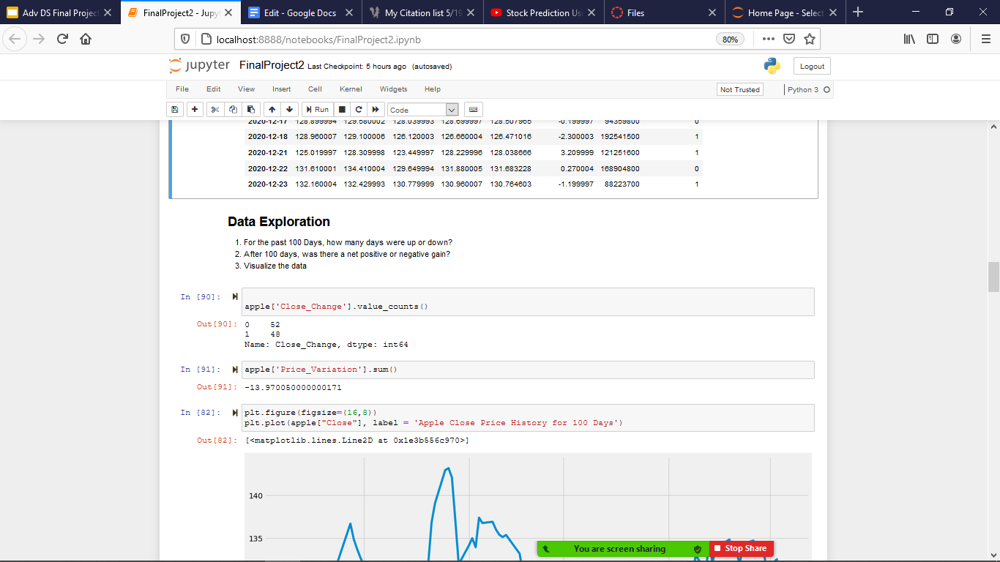 Adv DS Final Project
FinalProject2 - Jupy
Edit - Google Docs
My Citation list 5/19
Stock Prediction Usi
Files
Home Page - Select
localhost:8888/notebooks/FinalProject2.ipynb
80%
jupyter FinalProject2 Last Checkpoint: 5 hours ago (autosaved)
Logout
File Edit View Insert Cell Kernel Widgets Help
Not Trusted
Python 3
Run
Code
2020-12-17 128.899994 129.580002 128.039993 128.699997 128.507965 -0.199997 94359800 0
2020-12-18 128.960007 129.100006 126.120003 126.660004 126.471016 -2.300003 192541500 1
2020-12-21 125.019997 128.309998 123.449997 128.229996 128.038666 3.209999 121251600 1
2020-12-22 131.610001 134.410004 129.649994 131.880005 131.683228 0.270004 168904800 0
2020-12-23 132.160004 132.429993 130.779999 130.960007 130.764603 -1.199997 88223700 1
Data Exploration
1. For the past 100 Days, how many days were up or down?
2. After 100 days, was there a net positive or negative gain?
3. Visualize the data
In [90]:
apple['Close_Change'].value_counts()
Out[90]: 0 52
1 48
Name: Close_Change, dtype: int64
In [91]: apple['Price_Variation'].sum()
Out[91]: -13.970050000000171
In [82]: plt.figure(figsize=(16,8))
plt.plot(apple["Close"], label = 'Apple Close Price History for 100 Days')
Out[82]: [<matplotlib.lines.Line2D at 0x1e3b556c970>]
140
135
You are screen sharing
Stop Share